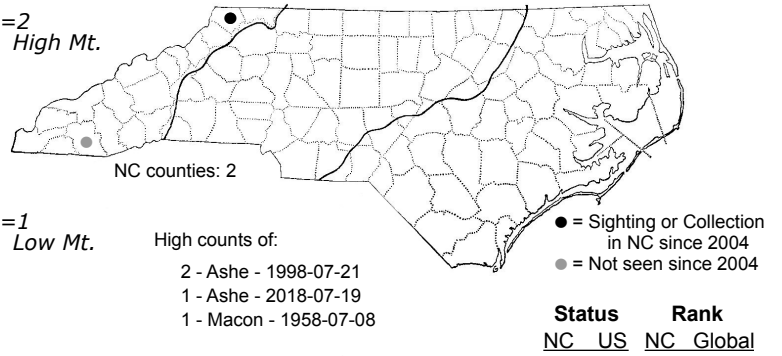 =2
High Mt.
NC counties: 2
=1
Low Mt.
High counts of:
2 - Ashe - 1998-07-21
1 - Ashe - 2018-07-19
1 - Macon - 1958-07-08
● = Sighting or Collection
in NC since 2004
● = Not seen since 2004
Status Rank
NC US NC Global